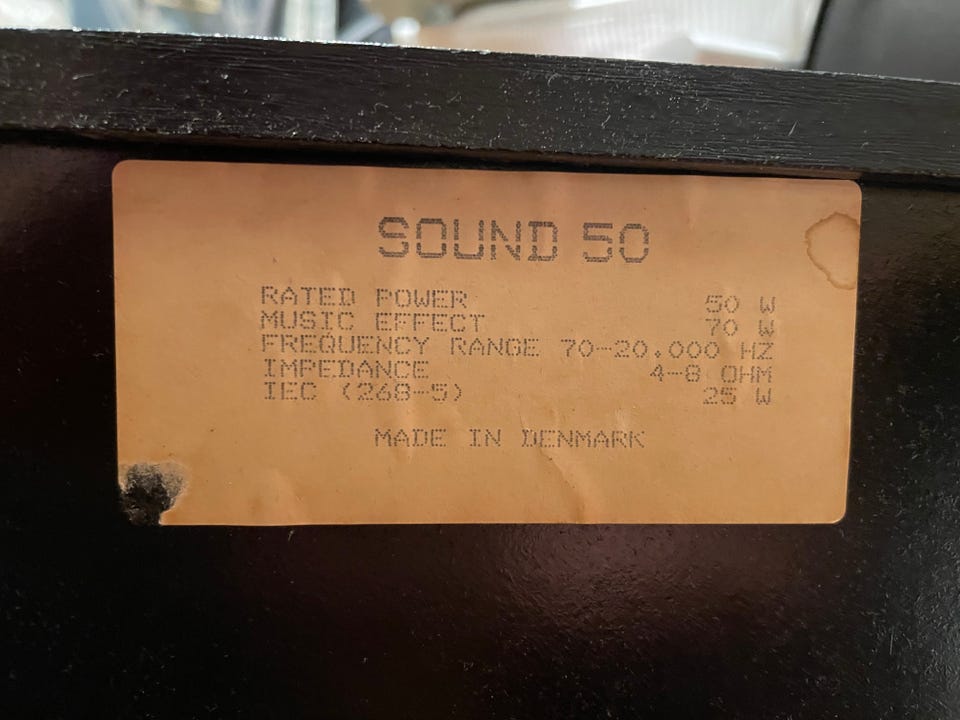 SOUND 50
RATED POWER 50 W
MUSIC EFFECT 70 W
FREQUENCY RANGE 70-20.000 HZ
IMPEDANCE 4-8 OHM
IEC (268-5) 25 W
MADE IN DENMARK